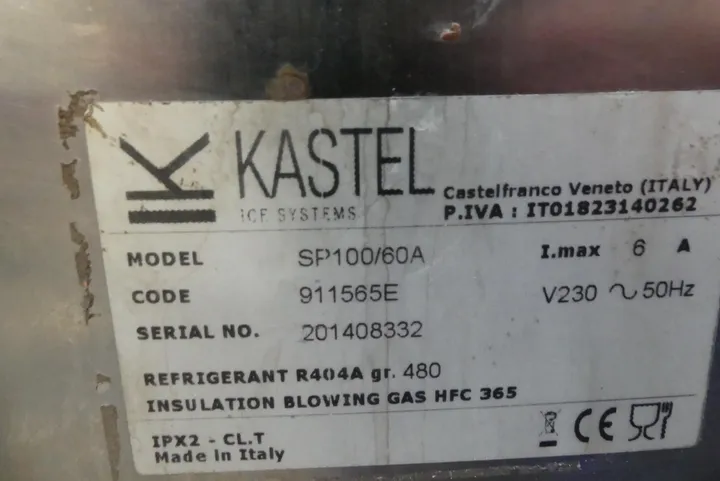 KASTEL
ICE SYSTEMS
Castelfranco Veneto (ITALY)
P.IVA : IT01823140262
MODEL SP100/60A I.max 6 A
CODE 911565E V230 ∿ 50Hz
SERIAL NO. 201408332
REFRIGERANT R404A gr. 480
INSULATION BLOWING GAS HFC 365
IPX2 - CL.T
Made in Italy
CE